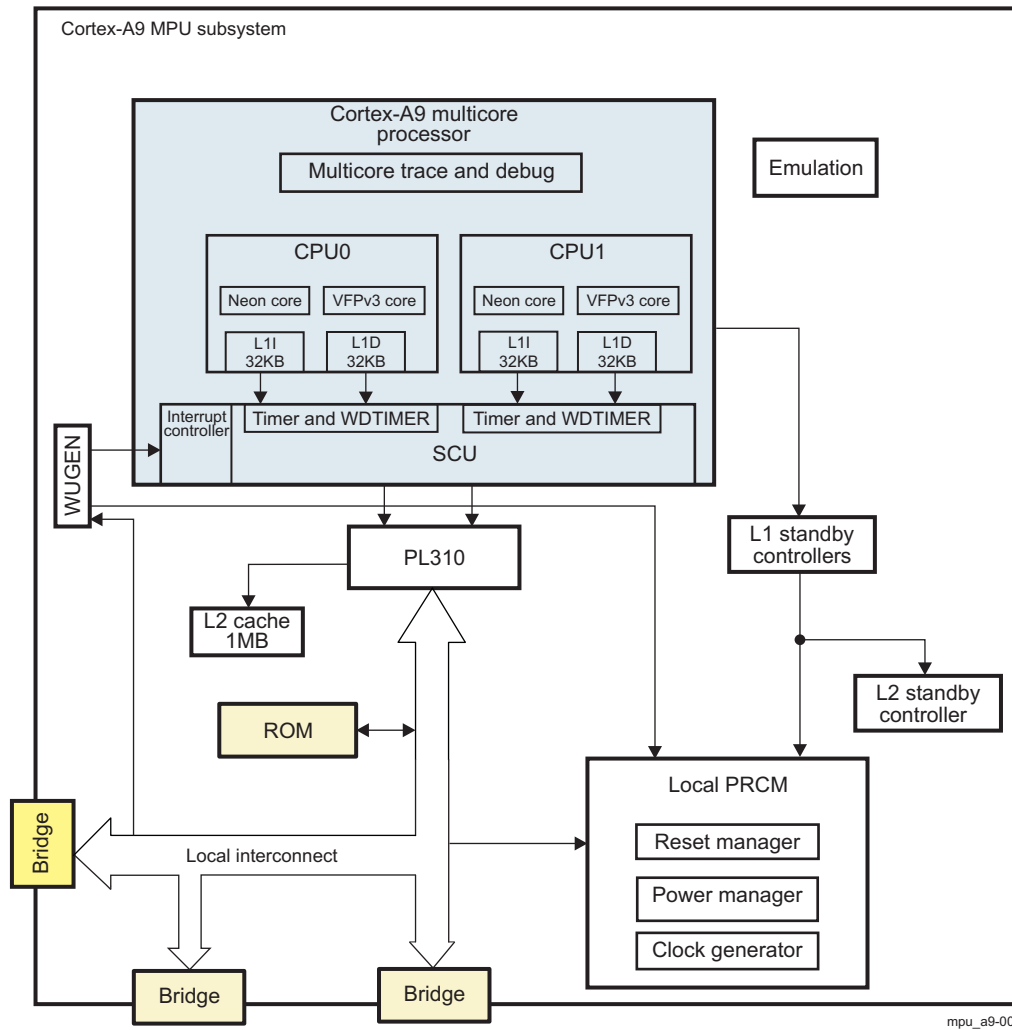 Cortex-A9 MPU subsystem
Cortex-A9 multicore
processor
Multicore trace and debug
Emulation
CPU0
CPU1
Neon core
VFPv3 core
Neon core
VFPv3 core
L1I
32KB
L1D
32KB
L1I
32KB
L1D
32KB
Interrupt
controller
Timer and WDTIMER
Timer and WDTIMER
SCU
WUGEN
PL310
L1 standby
controllers
L2 cache
1MB
L2 standby
controller
ROM
Local PRCM
Bridge
Local interconnect
Reset manager
Power manager
Clock generator
Bridge
Bridge
mpu_a9-00